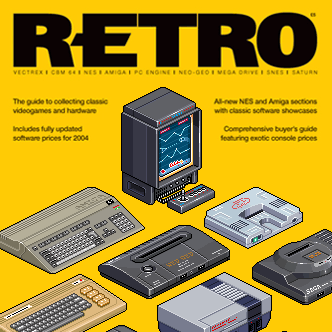 RETRO
VECTREX I CBM 64 I NES I AMIGA I PC ENGINE I NEO-GEO I MEGA DRIVE I SNES I SATURN
The guide to collecting classic
videogames and hardware
All-new NES and Amiga sections
with classic software showcases
Includes fully updated
software prices for 2004
Comprehensive buyer's guide
featuring exotic console prices
SEGA